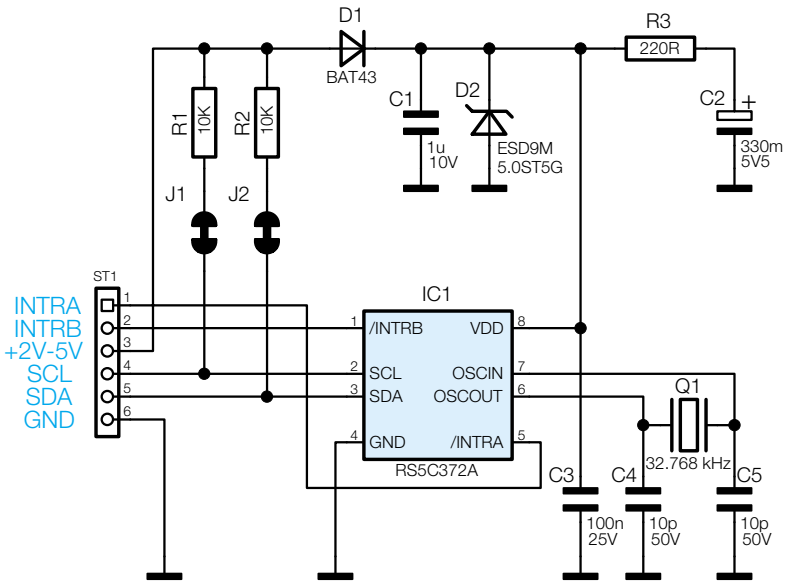 D1
BAT43
R3
220R
R1
10K
R2
10K
C1
1u
10V
D2
ESD9M
5.0ST5G
C2
+
330m
5V5
J1
J2
ST1
INTRA
INTRB
+2V-5V
SCL
SDA
GND
1
2
3
4
5
6
IC1
1
/INTRB
VDD
8
2
SCL
OSCIN
7
3
SDA
OSCOUT
6
4
GND
/INTRA
5
RS5C372A
Q1
32.768 kHz
C3
100n
25V
C4
10p
50V
C5
10p
50V